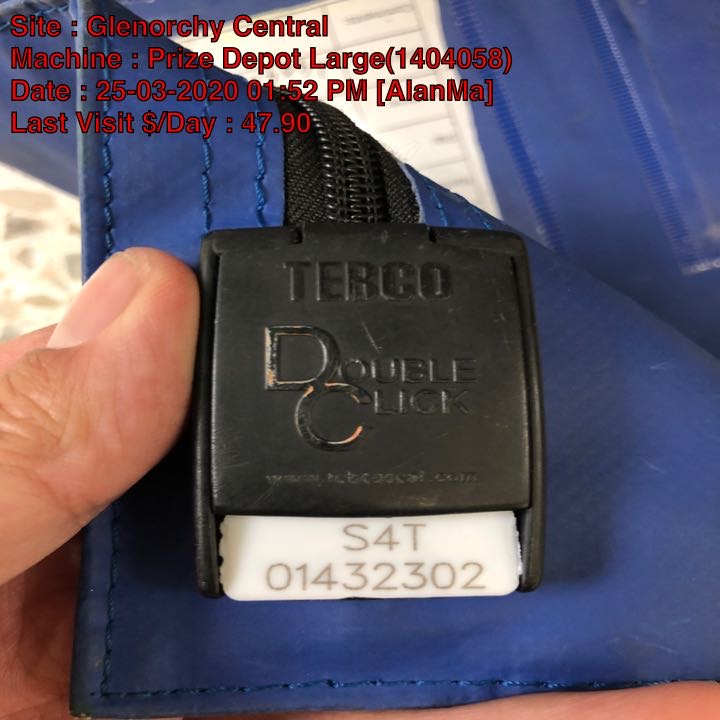 Site : Glenorchy Central
Machine : Prize Depot Large(1404058)
Date : 25-03-2020 01:52 PM [AlanMa]
Last Visit $/Day : 47.90
TEBCO
DOUBLE
CLICK
S4T
01432302